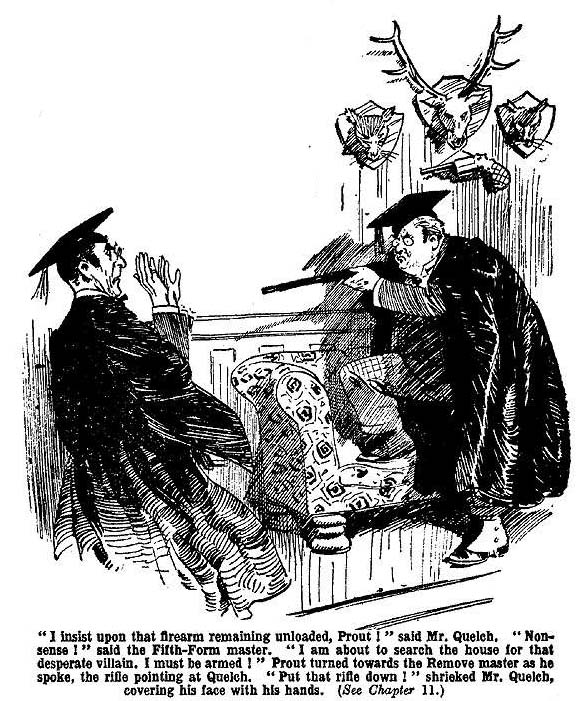 " I insist upon that firearm remaining unloaded, Prout ! " said Mr. Quelch. " Non-
sense ! " said the Fifth-Form master. " I am about to search the house for that
desperate villain. I must be armed ! " Prout turned towards the Remove master as he
spoke, the rifle pointing at Quelch. " Put that rifle down ! " shrieked Mr. Quelch,
covering his face with his hands. (See Chapter 11.)